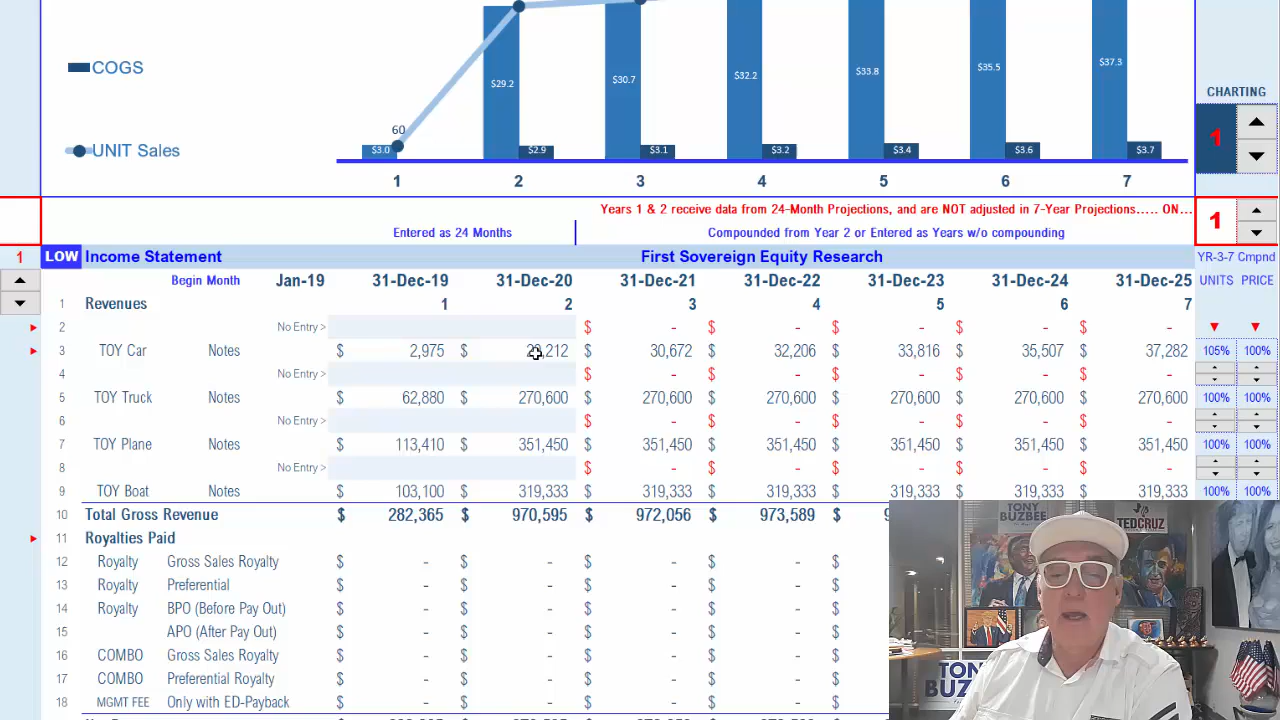 COGS
UNIT Sales
60
$3.0
$29.2
$2.9
$30.7
$3.1
$32.2
$3.2
$33.8
$3.4
$35.5
$3.6
$37.3
$3.7
1 2 3 4 5 6 7
CHARTING
1
Years 1 & 2 receive data from 24-Month Projections, and are NOT adjusted in 7-Year Projections..... ON...
1
Entered as 24 Months Compounded from Year 2 or Entered as Years w/o compounding
1 LOW Income Statement First Sovereign Equity Research YR-3-7 Cmpnd
Begin Month Jan-19 31-Dec-19 31-Dec-20 31-Dec-21 31-Dec-22 31-Dec-23 31-Dec-24 31-Dec-25 UNITS PRICE
1 Revenues 1 2 3 4 5 6 7
2 No Entry > $ - $ - $ - $ - $ -
3 TOY Car Notes $ 2,975 $ $ 30,672 $ 32,206 $ 33,816 $ 35,507 $ 37,282 105% 100%
4 No Entry > $ - $ - $ - $ - $ -
5 TOY Truck Notes $ 62,880 $ 270,600 $ 270,600 $ 270,600 $ 270,600 $ 270,600 $ 270,600 100% 100%
6 No Entry > $ - $ - $ - $ - $ -
7 TOY Plane Notes $ 113,410 $ 351,450 $ 351,450 $ 351,450 $ 351,450 $ 351,450 $ 351,450 100% 100%
8 No Entry > $ - $ - $ - $ - $ -
9 TOY Boat Notes $ 103,100 $ 319,333 $ 319,333 $ 319,333 $ 319,333 $ 319,333 $ 319,333 100% 100%
10 Total Gross Revenue $ 282,365 $ 970,595 $ 972,056 $ 973,589 $
11 Royalties Paid
12 Royalty Gross Sales Royalty $ - $ - $ - $ -
13 Royalty Preferential $ - $ - $ - $ -
14 Royalty BPO (Before Pay Out) $ - $ - $ - $ -
15 APO (After Pay Out) $ - $ - $ - $ -
16 COMBO Gross Sales Royalty $ - $ - $ - $ -
17 COMBO Preferential Royalty $ - $ - $ - $ -
18 MGMT FEE Only with ED-Payback $ - $ - $ - $ -
TONY
BUZBEE
TED CRUZ
TONY